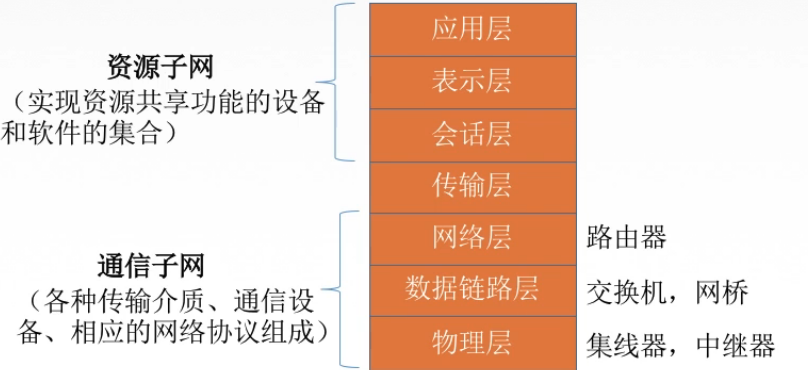 资源子网
（实现资源共享功能的设备
和软件的集合）
通信子网
（各种传输介质、通信设
备、相应的网络协议组成）
应用层
表示层
会话层
传输层
网络层
数据链路层
物理层
路由器
交换机，网桥
集线器，中继器